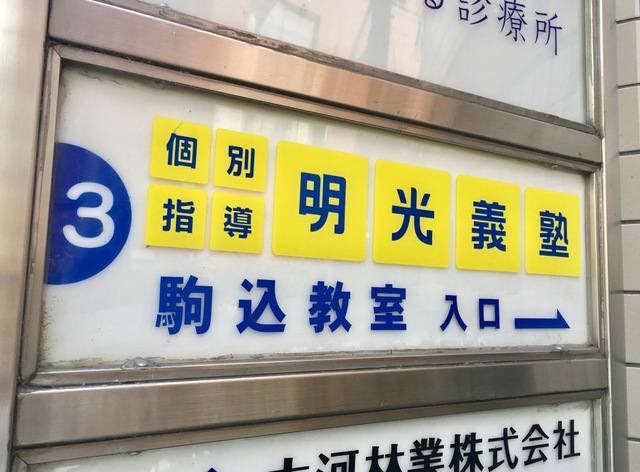 る診療所
3
個別
指導
明光義塾
駒込教室 入口
河林業株式会社